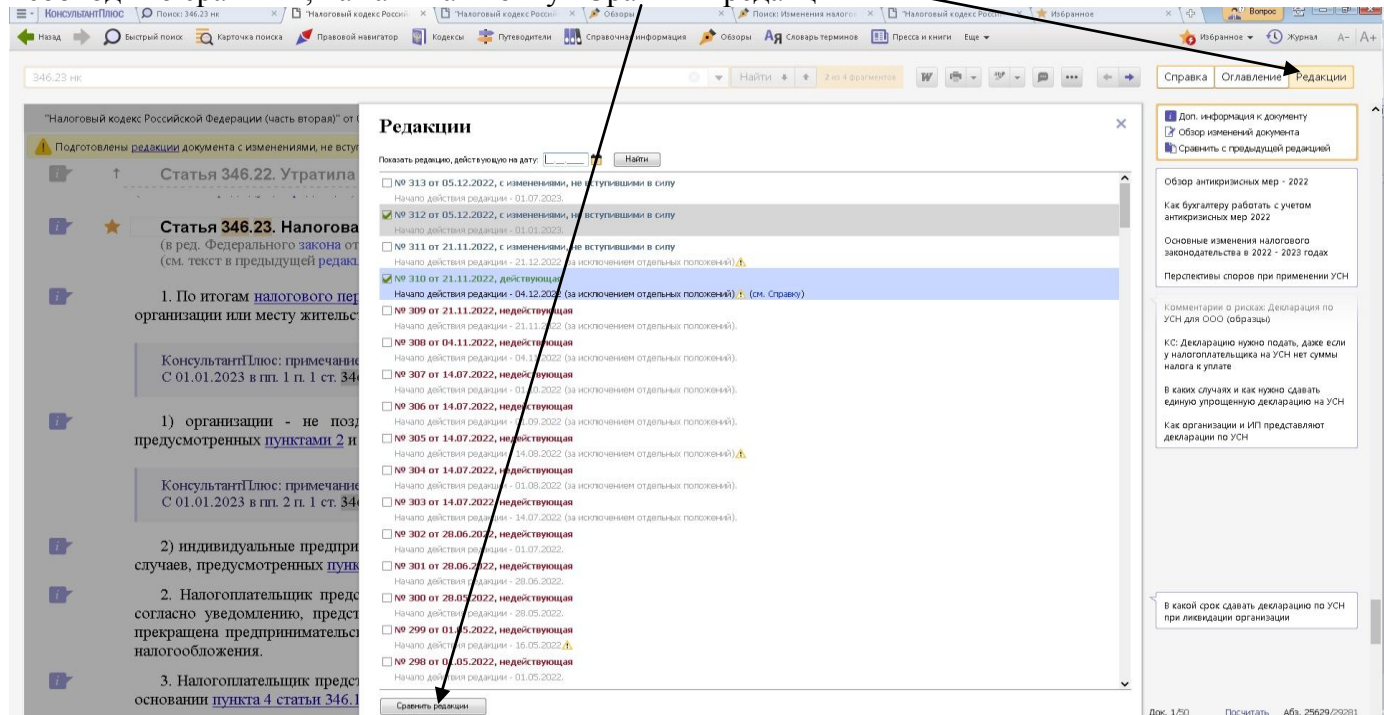 КонсультантПлюс
Поиск: 346.23 нк
"Налоговый кодекс Россий
"Налоговый кодекс Россий
Обзоры
Поиск: Изменения налогов
"Налоговый кодекс Россий
Избранное
Вопрос
Назад
Быстрый поиск
Карточка поиска
Правовой навигатор
Кодексы
Путеводители
Справочная информация
Обзоры
Словарь терминов
Пресса и книги
Еще
Избранное
Журнал
A- A+
346.23 нк
Найти
2 из 4 фрагментов
Справка
Оглавление
Редакции
"Налоговый кодекс Российской Федерации (часть вторая)" от
Подготовлены редакции документа с изменениями, не всту
Статья 346.22. Утратила
Статья 346.23. Налогова
(в ред. Федерального закона от
(см. текст в предыдущей редак
1. По итогам налогового пер
организации или месту жительс
КонсультантПлюс: примечание
С 01.01.2023 в пп. 1 п. 1 ст. 34
1) организации - не позд
предусмотренных пунктами 2 и
КонсультантПлюс: примечание
С 01.01.2023 в пп. 2 п. 1 ст. 34
2) индивидуальные предпри
случаев, предусмотренных пунк
2. Налогоплательщик предс
согласно уведомлению, предст
прекращена предпринимательс
налогообложения.
3. Налогоплательщик предст
основании пункта 4 статьи 346.1
Редакции
Показать редакцию, действующую на дату:
Найти
№ 313 от 05.12.2022, с изменениями, не вступившими в силу
Начало действия редакции - 01.07.2023.
№ 312 от 05.12.2022, с изменениями, не вступившими в силу
Начало действия редакции - 01.01.2023.
№ 311 от 21.11.2022, с изменениями, не вступившими в силу
Начало действия редакции - 21.12.2022 (за исключением отдельных положений)
№ 310 от 21.11.2022, действующая
Начало действия редакции - 04.12.2022 (за исключением отдельных положений) (см. Справку)
№ 309 от 21.11.2022, недействующая
Начало действия редакции - 21.11.2022 (за исключением отдельных положений).
№ 308 от 04.11.2022, недействующая
Начало действия редакции - 04.11.2022 (за исключением отдельных положений).
№ 307 от 14.07.2022, недействующая
Начало действия редакции - 01.10.2022 (за исключением отдельных положений).
№ 306 от 14.07.2022, недействующая
Начало действия редакции - 01.09.2022 (за исключением отдельных положений).
№ 305 от 14.07.2022, недействующая
Начало действия редакции - 14.08.2022 (за исключением отдельных положений)
№ 304 от 14.07.2022, недействующая
Начало действия редакции - 01.08.2022 (за исключением отдельных положений).
№ 303 от 14.07.2022, недействующая
Начало действия редакции - 14.07.2022 (за исключением отдельных положений).
№ 302 от 28.06.2022, недействующая
Начало действия редакции - 01.07.2022.
№ 301 от 28.06.2022, недействующая
Начало действия редакции - 28.06.2022.
№ 300 от 28.05.2022, недействующая
Начало действия редакции - 28.05.2022.
№ 299 от 01.05.2022, недействующая
Начало действия редакции - 16.05.2022
№ 298 от 01.05.2022, недействующая
Начало действия редакции - 01.05.2022.
Сравнить редакции
Доп. информация к документу
Обзор изменений документа
Сравнить с предыдущей редакцией
Обзор антикризисных мер - 2022
Как бухгалтеру работать с учетом
антикризисных мер 2022
Основные изменения налогового
законодательства в 2022 - 2023 годах
Перспективы споров при применении УСН
Комментарии о рисках: Декларация по
УСН для ООО (образцы)
КС: Декларацию нужно подать, даже если
у налогоплательщика на УСН нет суммы
налога к уплате
В каких случаях и как нужно сдавать
единую упрощенную декларацию на УСН
Как организации и ИП представляют
декларации по УСН
В какой срок сдавать декларацию по УСН
при ликвидации организации
Док. 1/50
Посчитать
Абз. 25629/29281